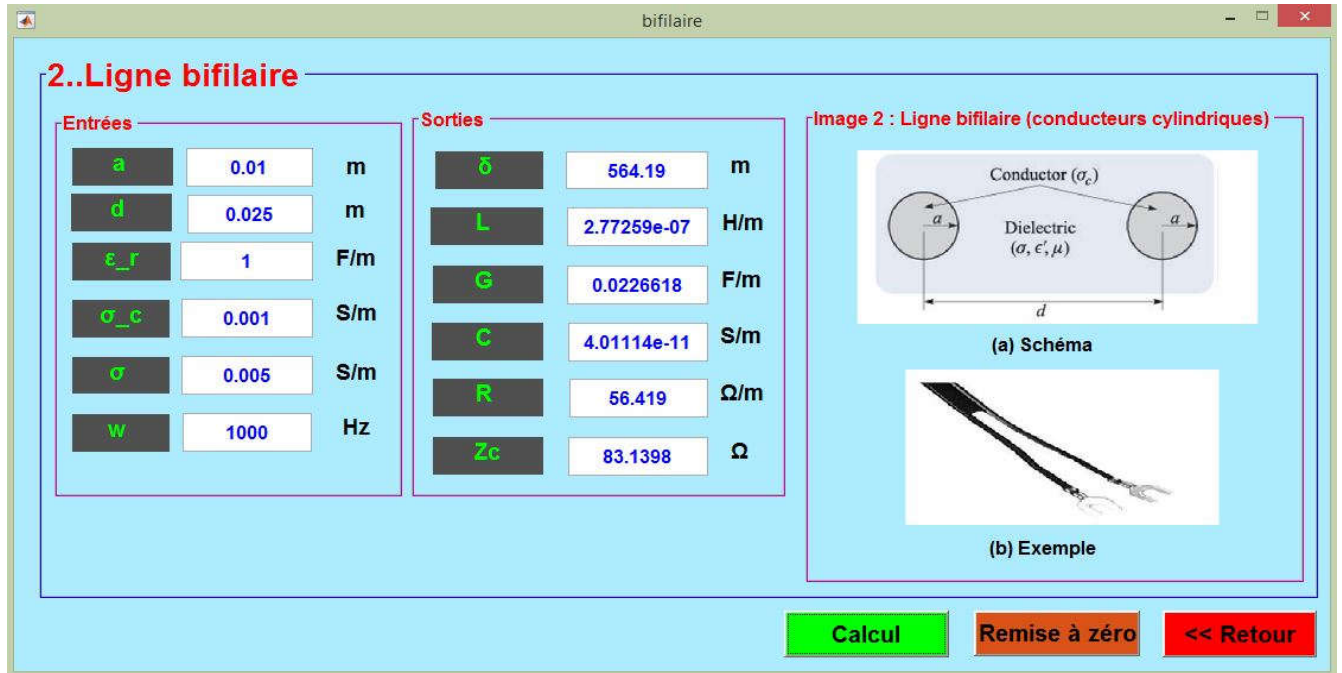 bifilaire
2..Ligne bifilaire
Entrées
a 0.01 m
d 0.025 m
ε_r 1 F/m
σ_c 0.001 S/m
σ 0.005 S/m
w 1000 Hz
Sorties
δ 564.19 m
L 2.77259e-07 H/m
G 0.0226618 F/m
C 4.01114e-11 S/m
R 56.419 Ω/m
Zc 83.1398 Ω
Image 2 : Ligne bifilaire (conducteurs cylindriques)
Conductor (σc)
a
a
Dielectric
(σ, ϵ′, μ)
d
(a) Schéma
(b) Exemple
Calcul
Remise à zéro
<< Retour